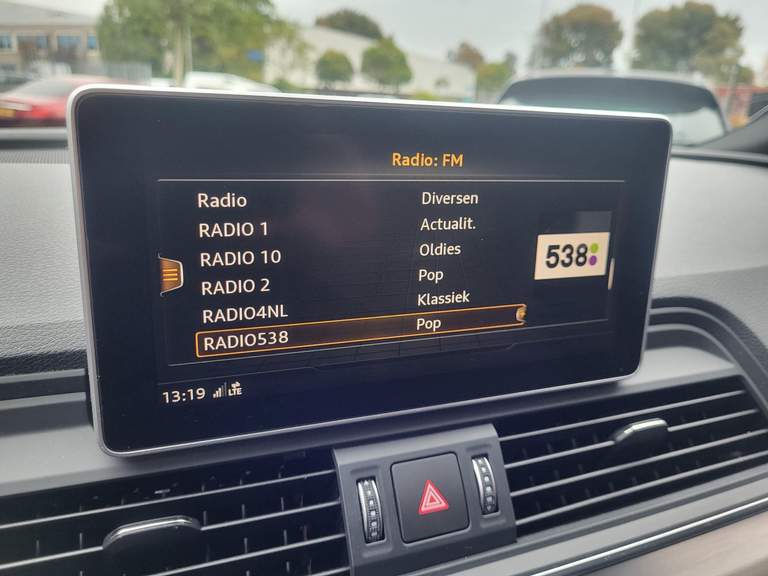 Radio: FM
Radio Diversen
RADIO 1 Actualit.
RADIO 10 Oldies
RADIO 2 Pop
RADIO4NL Klassiek
RADIO538 Pop
538
13:19 LTE